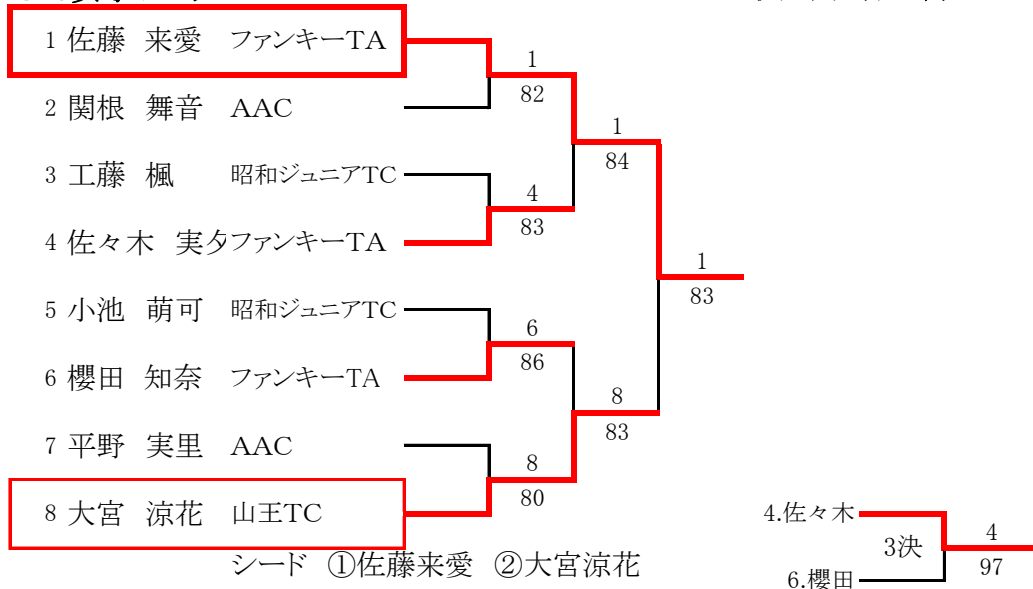 1 佐藤 来愛 ファンキーTA
1
82
2 関根 舞音 AAC
1
84
3 工藤 楓 昭和ジュニアTC
4
83
4 佐々木 実夕ファンキーTA
1
83
5 小池 萌可 昭和ジュニアTC
6
86
6 櫻田 知奈 ファンキーTA
8
83
7 平野 実里 AAC
8
80
8 大宮 涼花 山王TC
4.佐々木
3決
4
97
6.櫻田
シード ①佐藤来愛 ②大宮涼花